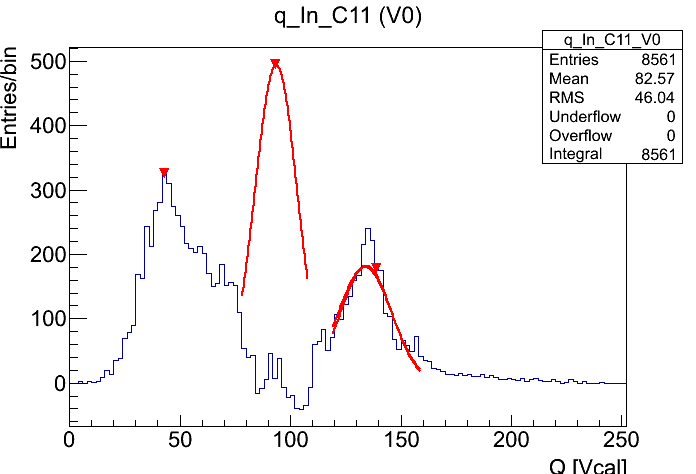 q_In_C11 (V0)
q_In_C11_V0
Entries 8561
Mean 82.57
RMS 46.04
Underflow 0
Overflow 0
Integral 8561
Entries/bin
500
400
300
200
100
0
0 50 100 150 200 250
Q [Vcal]